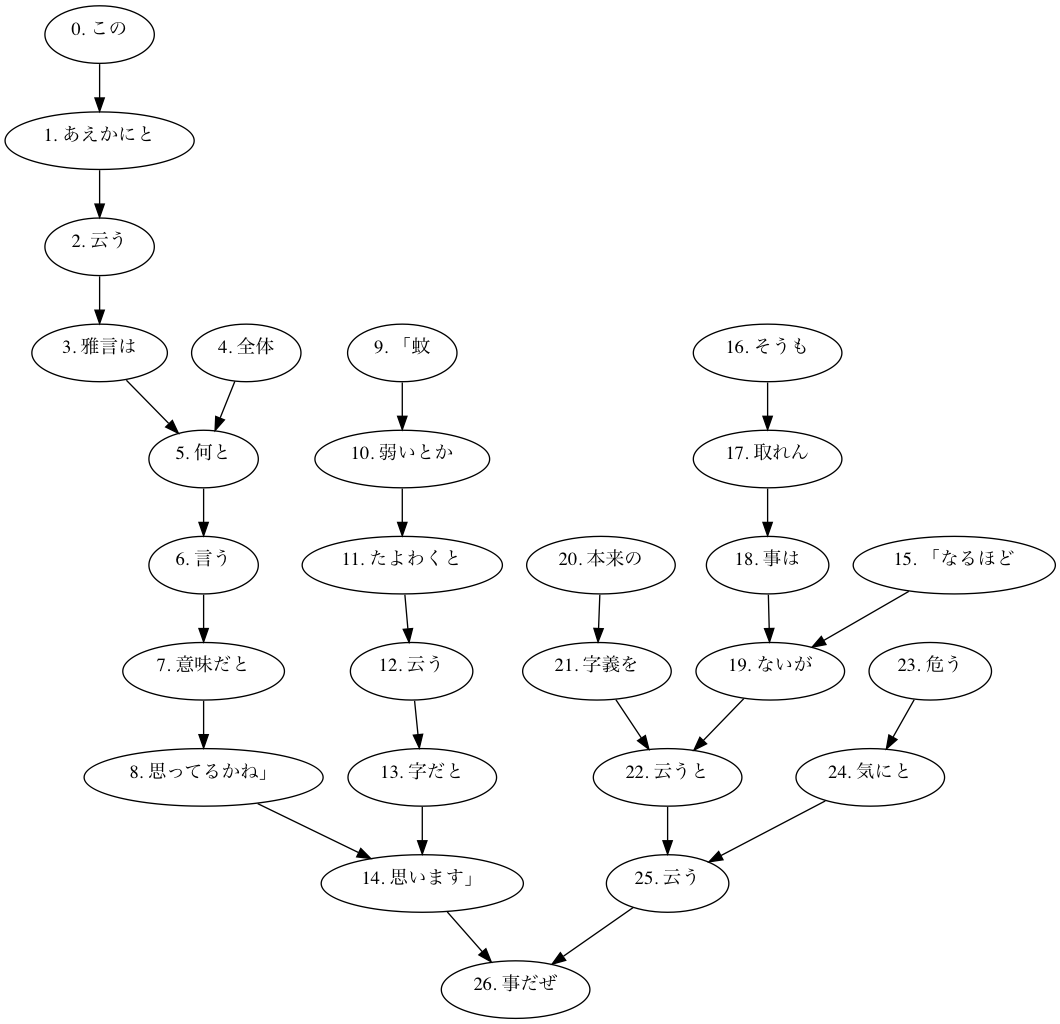 0. この
1. あえかにと
2. 云う
3. 雅言は
4. 全体
5. 何と
6. 言う
7. 意味だと
8. 思ってるかね」
9. 「蚊
10. 弱いとか
11. たよわくと
12. 云う
13. 字だと
14. 思います」
15. 「なるほど
16. そうも
17. 取れん
18. 事は
19. ないが
20. 本来の
21. 字義を
22. 云うと
23. 危う
24. 気にと
25. 云う
26. 事だぜ